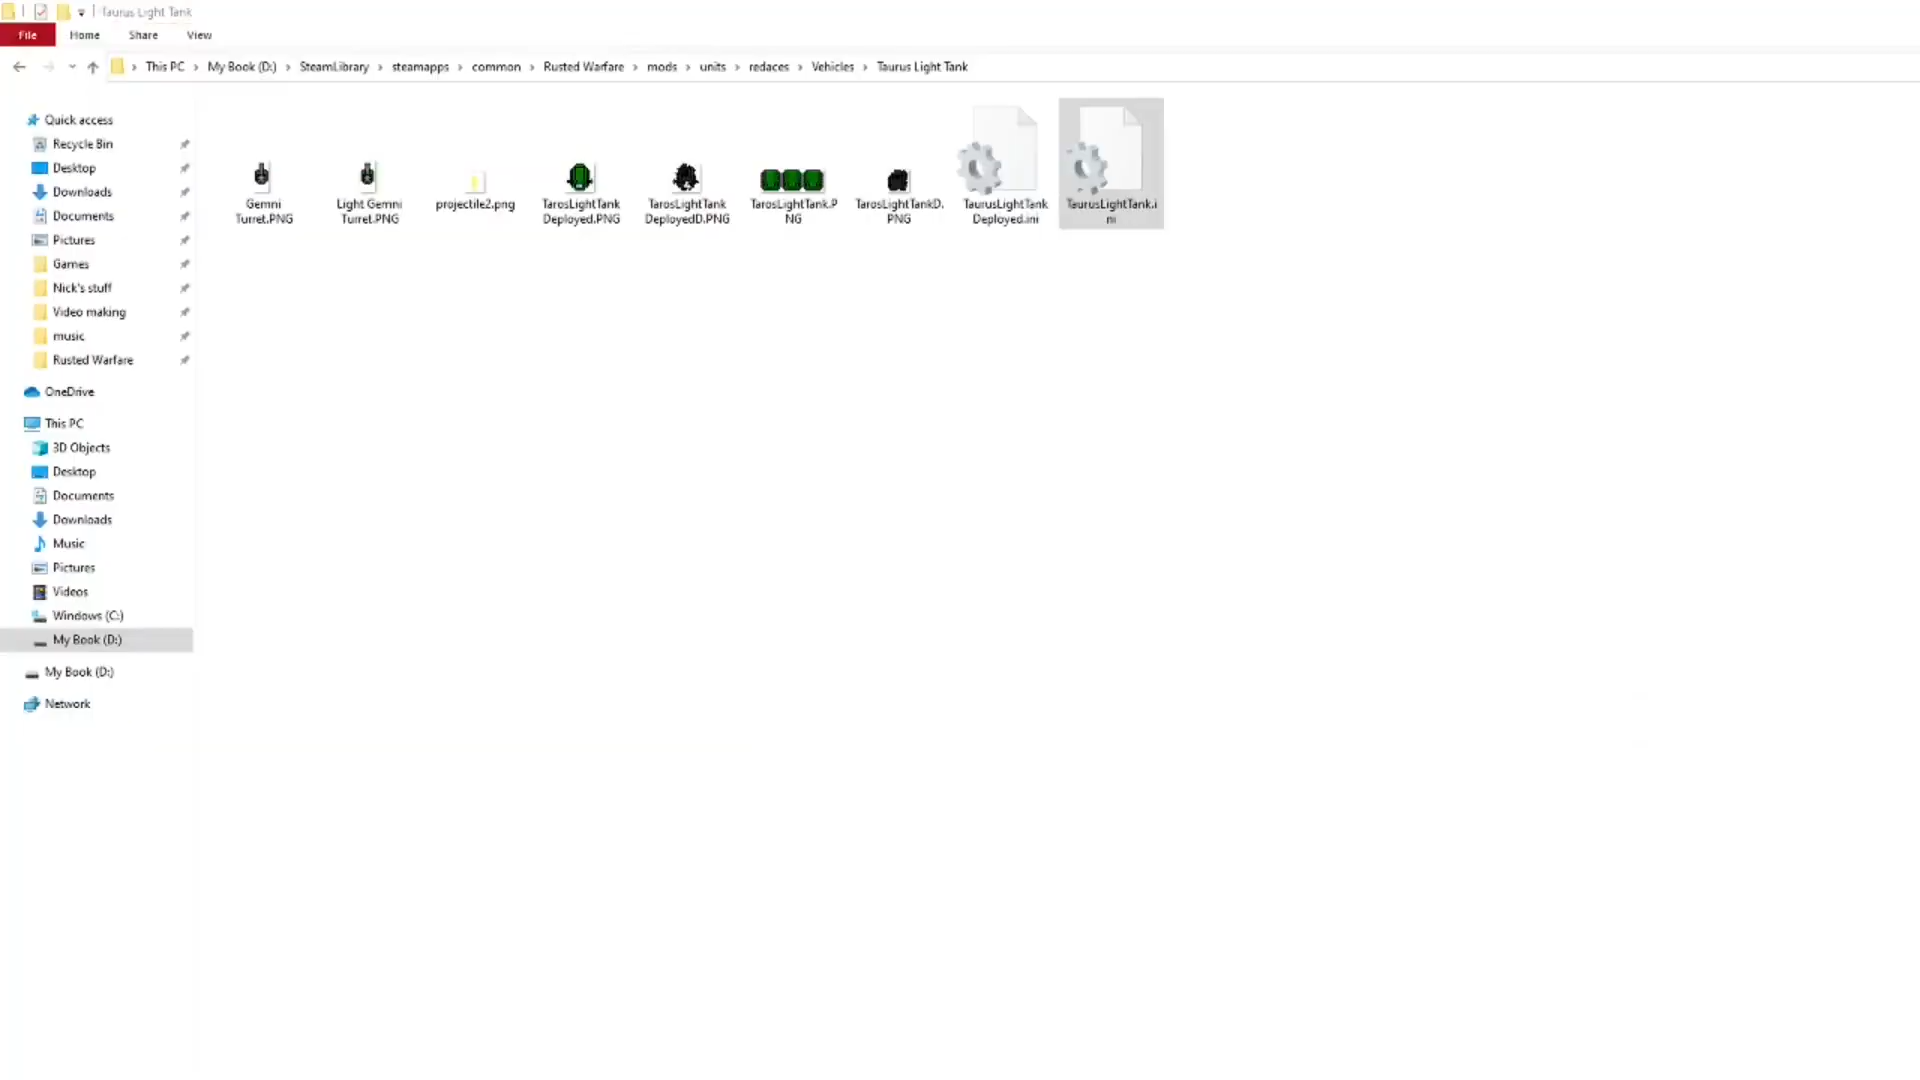 Taurus Light Tank
File Home Share View
This PC My Book (D:) SteamLibrary steamapps common Rusted Warfare mods units redaces Vehicles Taurus Light Tank
Quick access
Recycle Bin
Desktop
Downloads
Documents
Pictures
Games
Nick's stuff
Video making
music
Rusted Warfare
OneDrive
This PC
3D Objects
Desktop
Documents
Downloads
Music
Pictures
Videos
Windows (C:)
My Book (D:)
My Book (D:)
Network
Gemni
Turret.PNG
Light Gemni
Turret.PNG
projectile2.png
TarosLightTank
Deployed.PNG
TarosLightTank
DeployedD.PNG
TarosLightTank.P
NG
TarosLightTankD.
PNG
TaurusLightTank
Deployed.ini
TaurusLightTank.i
ni